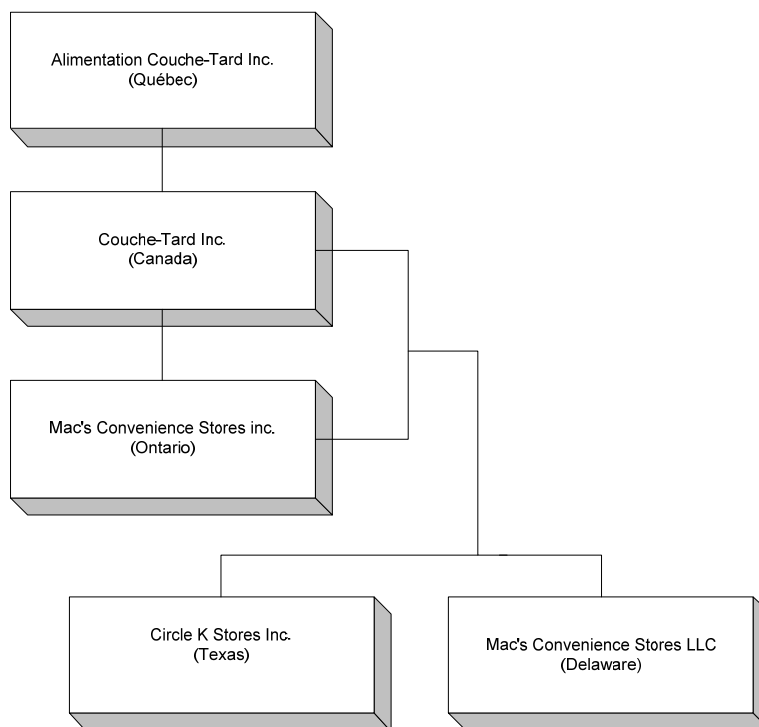 Alimentation Couche-Tard Inc.
(Québec)
Couche-Tard Inc.
(Canada)
Mac's Convenience Stores inc.
(Ontario)
Circle K Stores Inc.
(Texas)
Mac's Convenience Stores LLC
(Delaware)